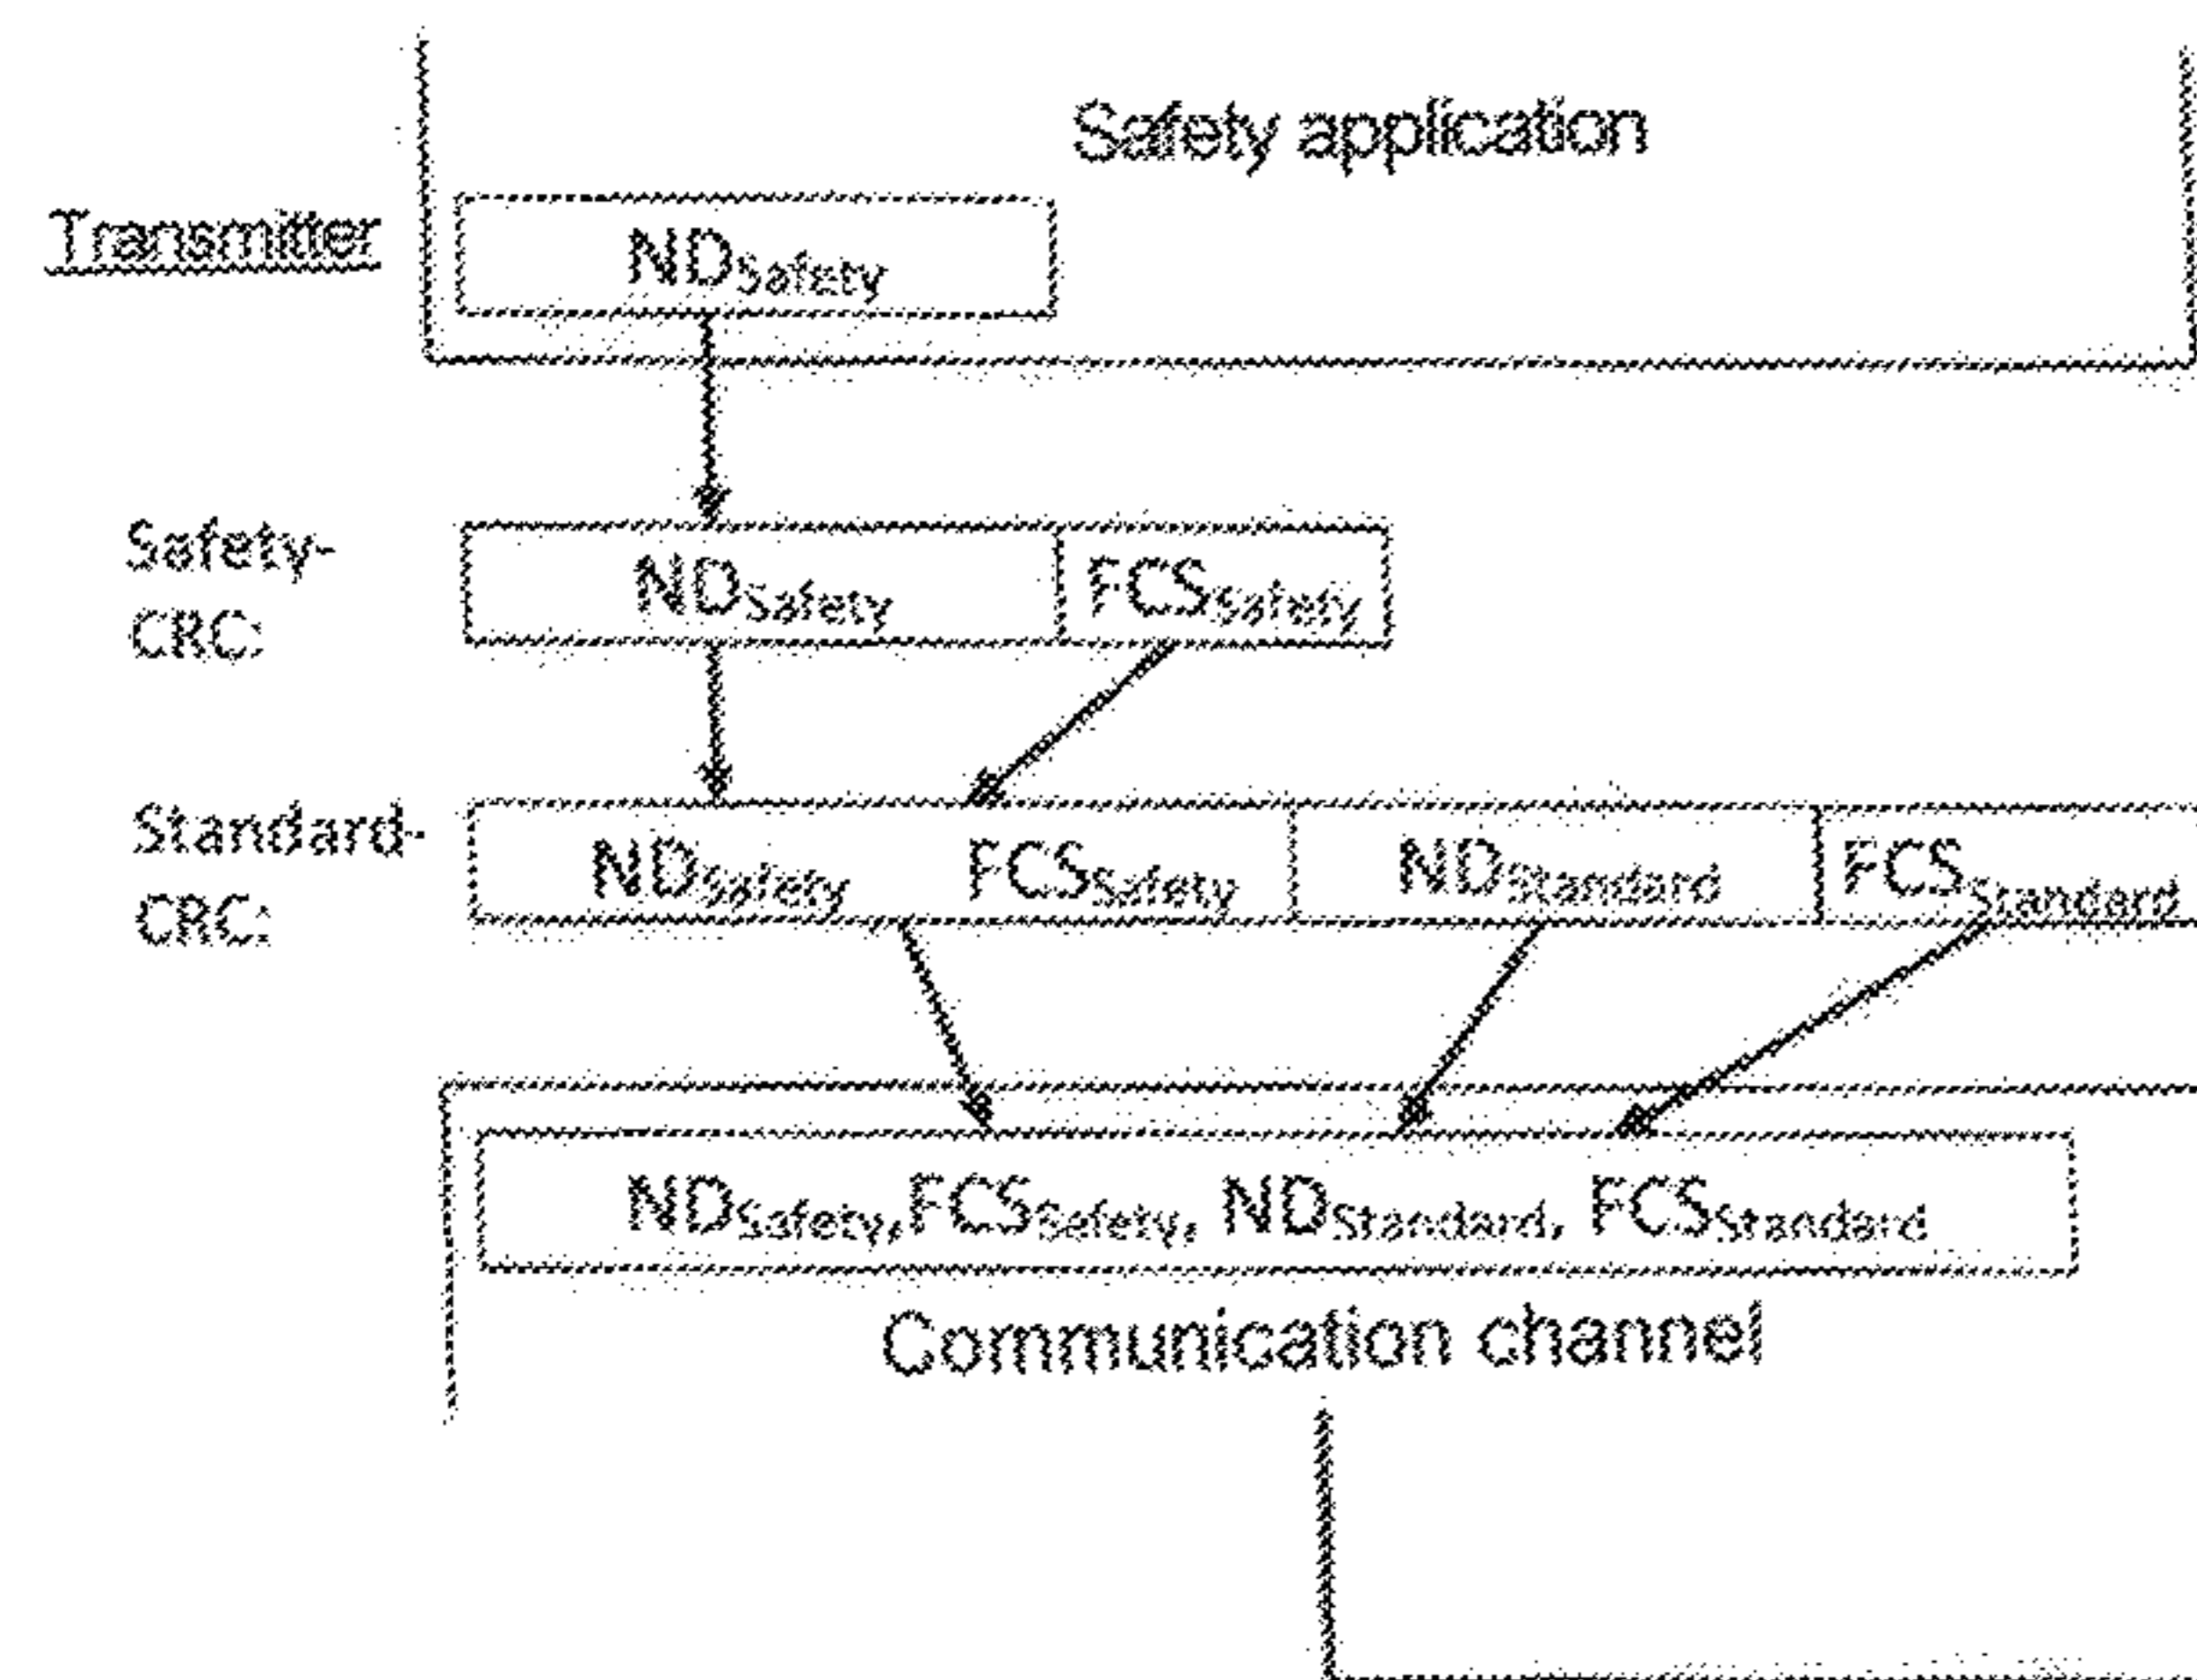 Safety application
Transmitter
NDSafety
Safety-
CRC:
NDSafety FCSSafety
Standard-
CRC:
NDSafety FCSSafety NDStandard FCSStandard
NDSafety,FCSSafety, NDStandard, FCSStandard
Communication channel